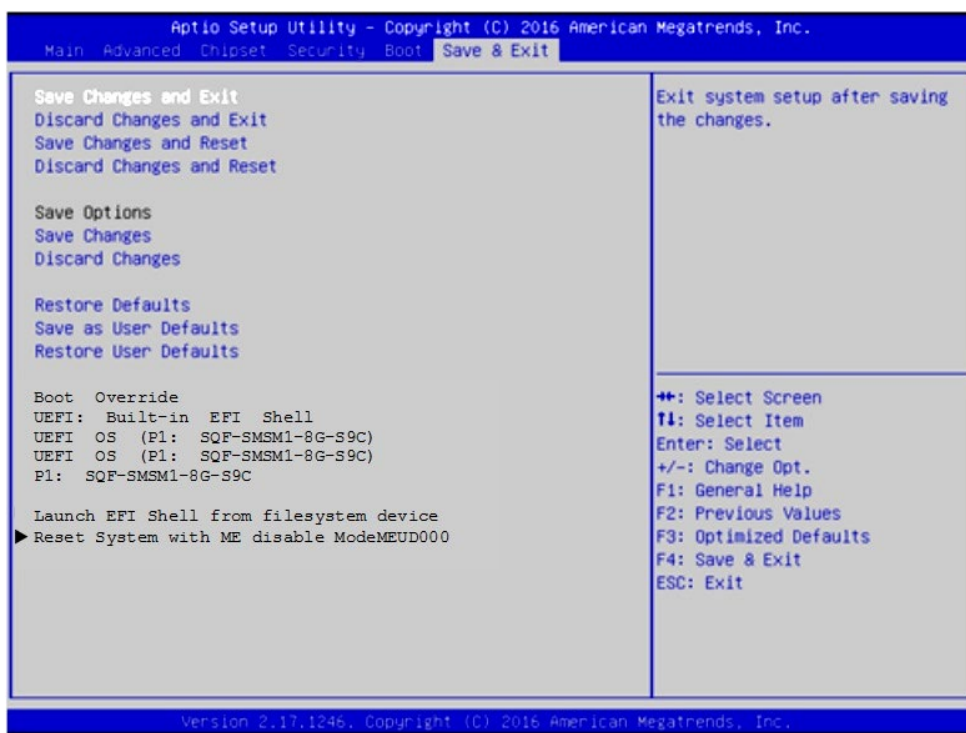 Aptio Setup Utility - Copyright (C) 2016 American Megatrends, Inc.
Main Advanced Chipset Security Boot Save & Exit
Save Changes and Exit
Discard Changes and Exit
Save Changes and Reset
Discard Changes and Reset
Save Options
Save Changes
Discard Changes
Restore Defaults
Save as User Defaults
Restore User Defaults
Boot Override
UEFI: Built-in EFI Shell
UEFI OS (P1: SQF-SMSM1-8G-S9C)
UEFI OS (P1: SQF-SMSM1-8G-S9C)
P1: SQF-SMSM1-8G-S9C
Launch EFI Shell from filesystem device
▶ Reset System with ME disable ModeMEUD000
Exit system setup after saving
the changes.
→←: Select Screen
↑↓: Select Item
Enter: Select
+/-: Change Opt.
F1: General Help
F2: Previous Values
F3: Optimized Defaults
F4: Save & Exit
ESC: Exit
Version 2.17.1246. Copyright (C) 2016 American Megatrends, Inc.